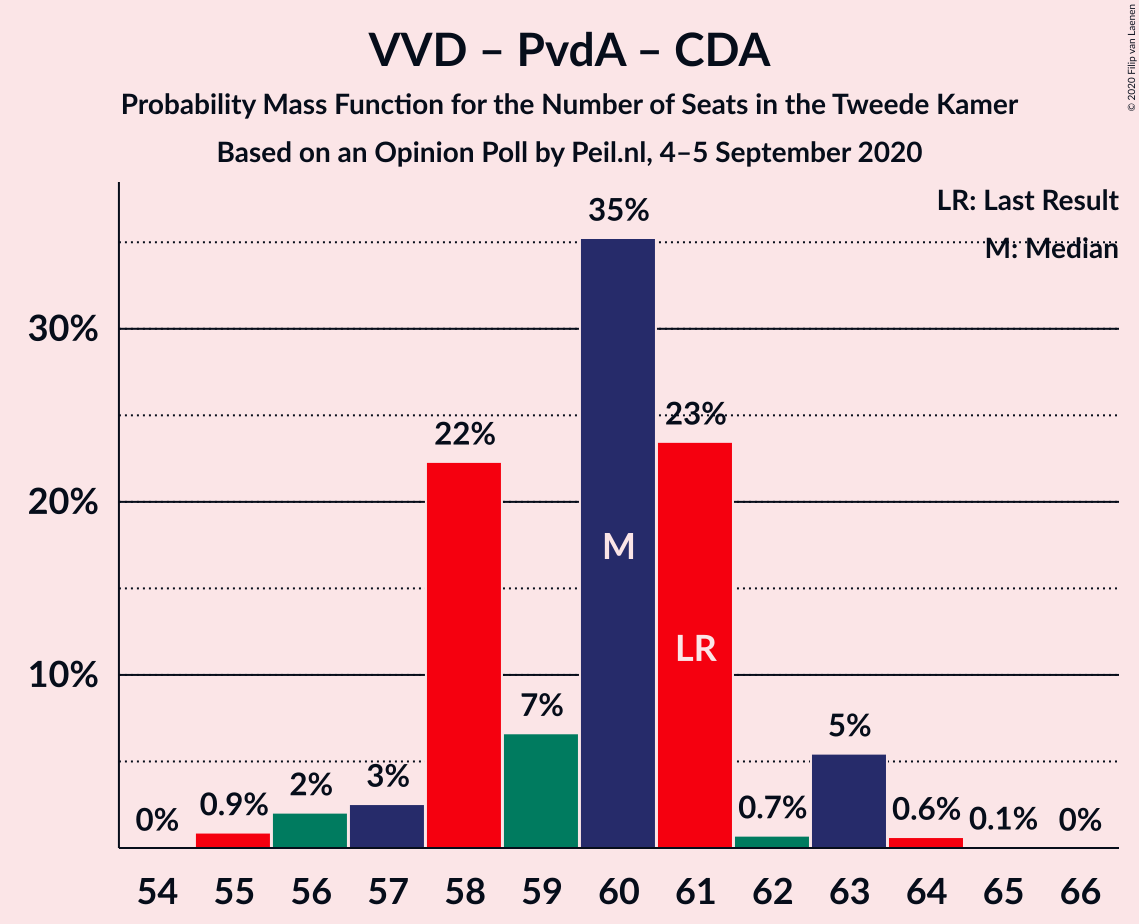 VVD – PvdA – CDA
Probability Mass Function for the Number of Seats in the Tweede Kamer
Based on an Opinion Poll by Peil.nl, 4–5 September 2020
© 2020 Filip van Laenen
LR: Last Result
M: Median
30%
20%
10%
0%
0.9%
2%
3%
22%
7%
35%
23%
0.7%
5%
0.6%
0.1%
0%
M
LR
54 55 56 57 58 59 60 61 62 63 64 65 66